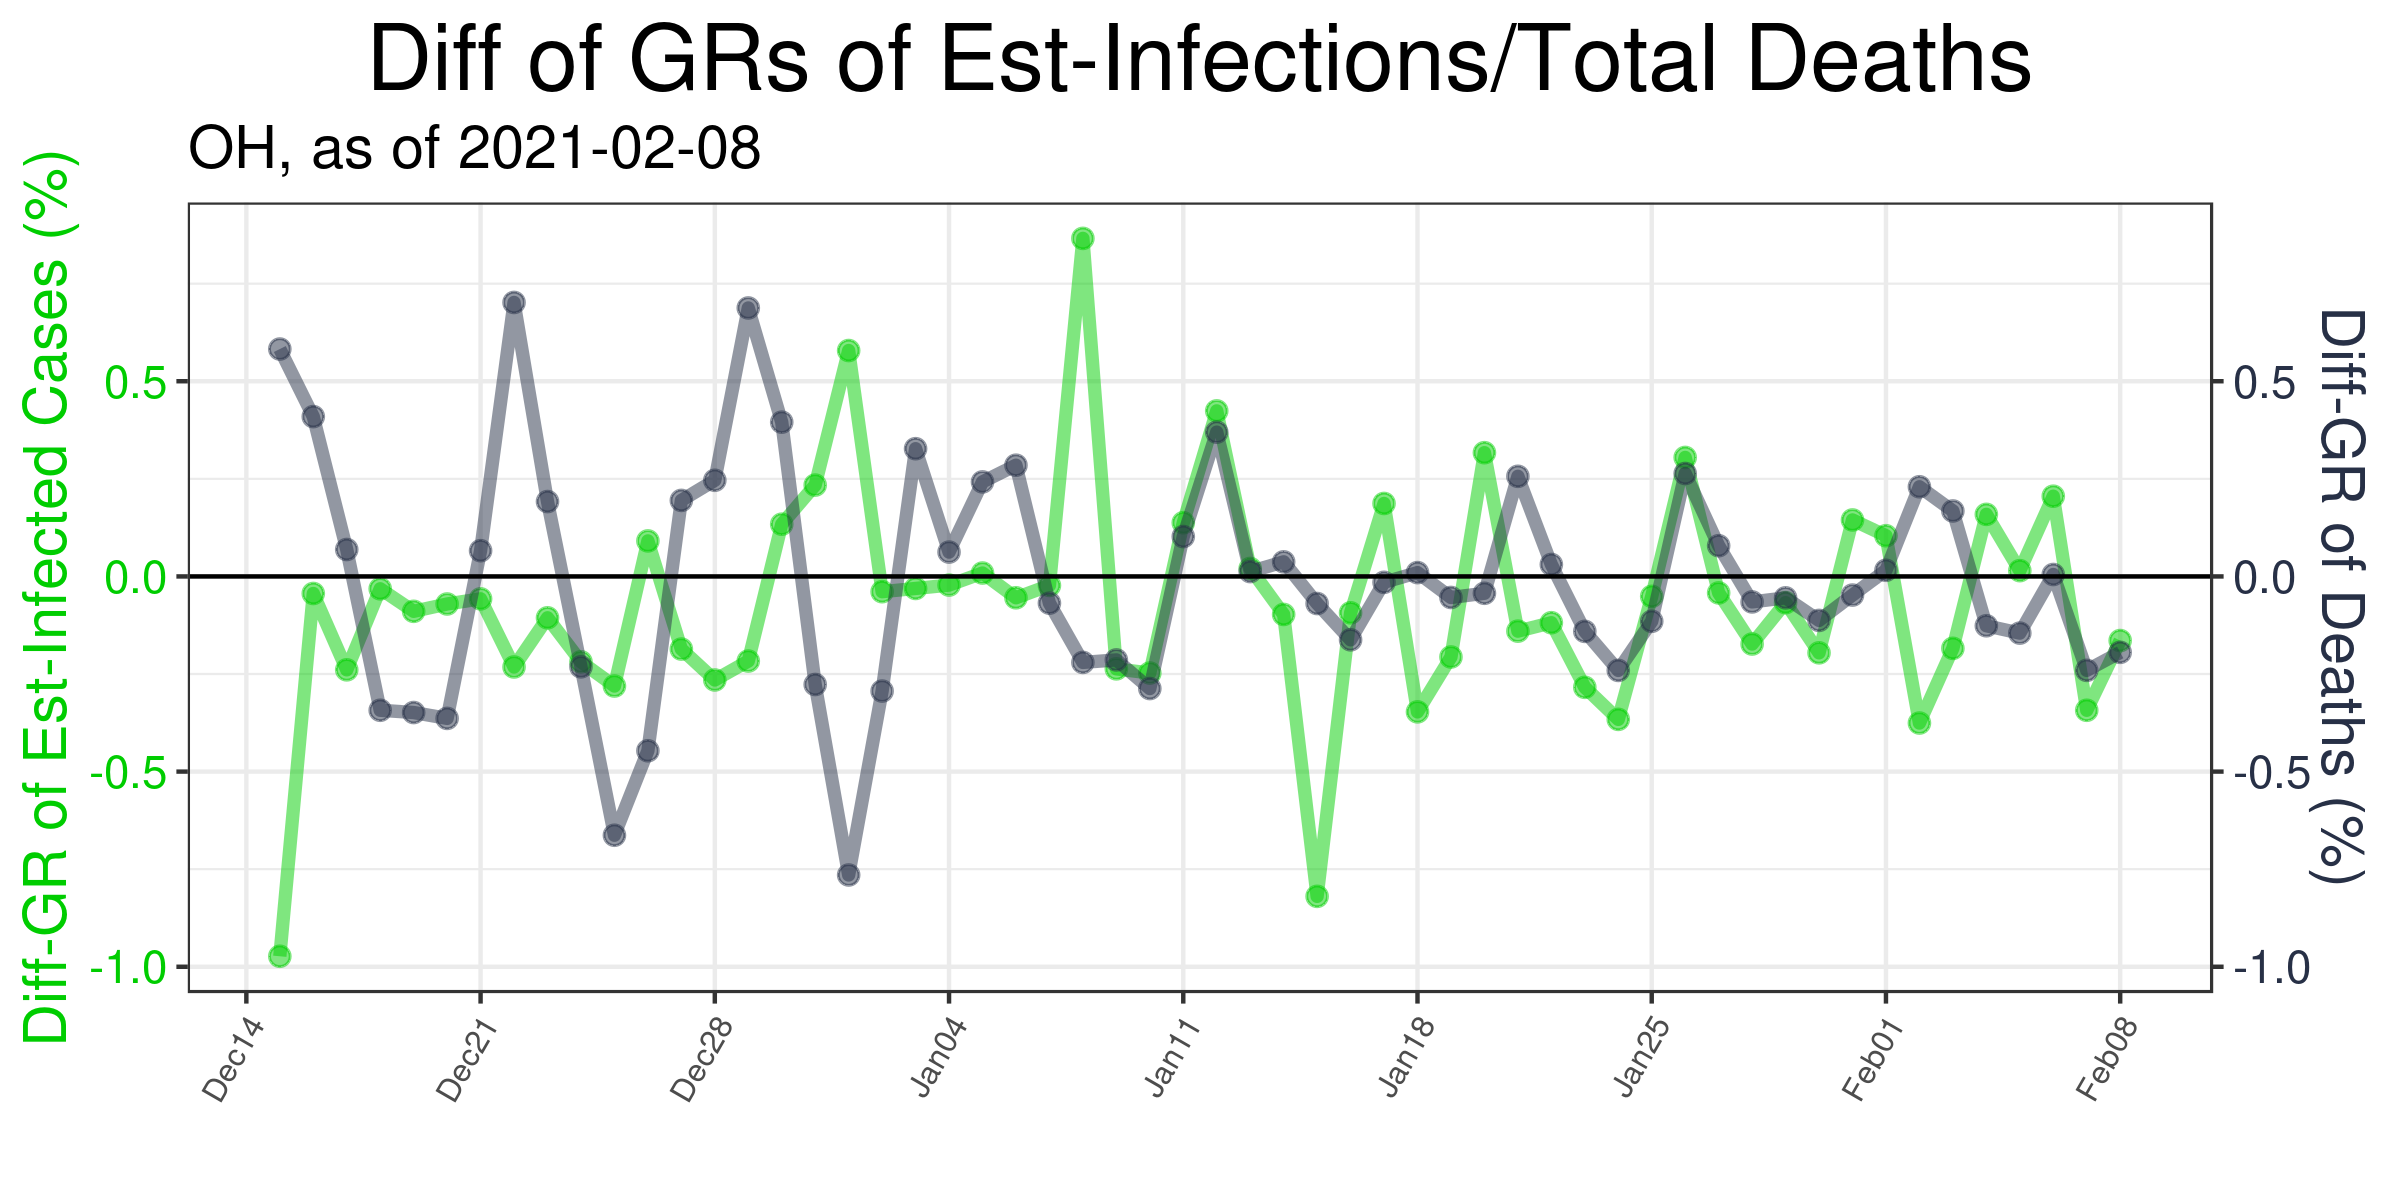 Diff of GRs of Est-Infections/Total Deaths
OH, as of 2021-02-08
Diff-GR of Est-Infected Cases (%)
0.5
0.0
-0.5
-1.0
0.5
0.0
-0.5
-1.0
Diff-GR of Deaths (%)
Dec14
Dec21
Dec28
Jan04
Jan11
Jan18
Jan25
Feb01
Feb08